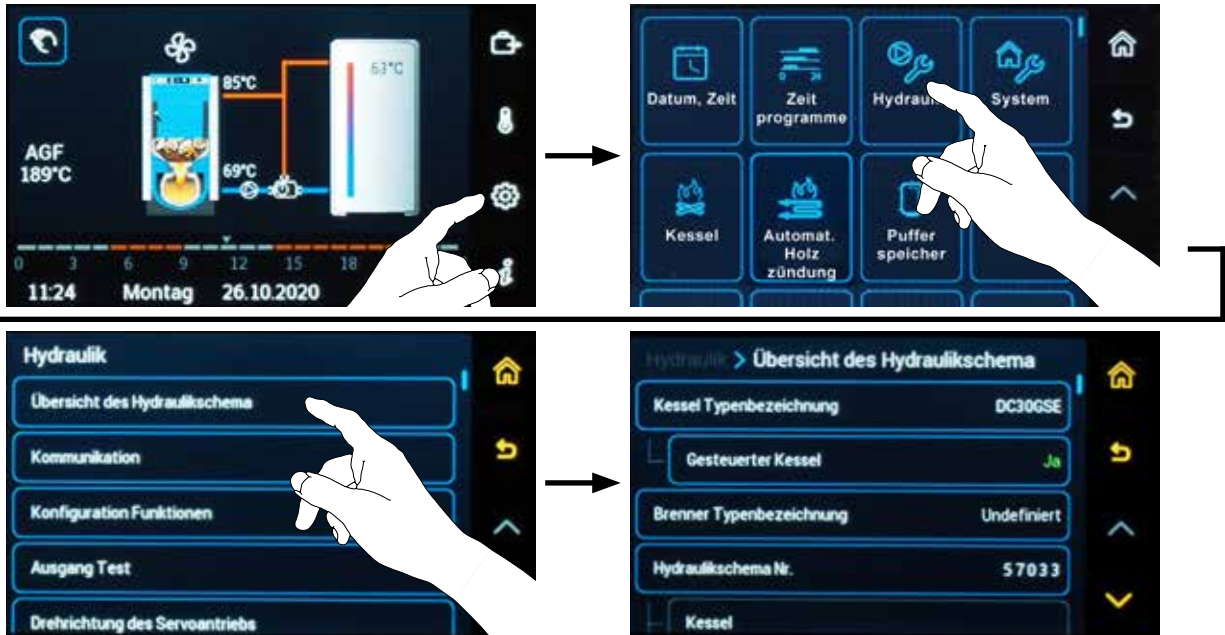 85°C
63°C
AGF
189°C
69°C
0 3 6 9 12 15 18
11:24 Montag 26.10.2020
Datum, Zeit
Zeit
programme
System
Kessel
Automat.
Holz
zündung
Puffer
speicher
Hydraulik
Übersicht des Hydraulikschema
Kommunikation
Konfiguration Funktionen
Ausgang Test
Drehrichtung des Servoantriebs
Hydraulik > Übersicht des Hydraulikschema
Kessel Typenbezeichnung DC30GSE
Gesteuerter Kessel Ja
Brenner Typenbezeichnung Undefiniert
Hydraulikschema Nr. 57033
Kessel